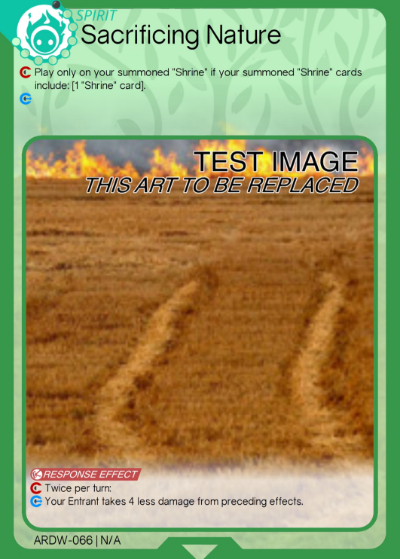 SPIRIT
Sacrificing Nature
Play only on your summoned "Shrine" if your summoned "Shrine" cards
include: [1 "Shrine" card].
TEST IMAGE
THIS ART TO BE REPLACED
RESPONSE EFFECT
Twice per turn:
Your Entrant takes 4 less damage from preceding effects.
ARDW-066 | N/A